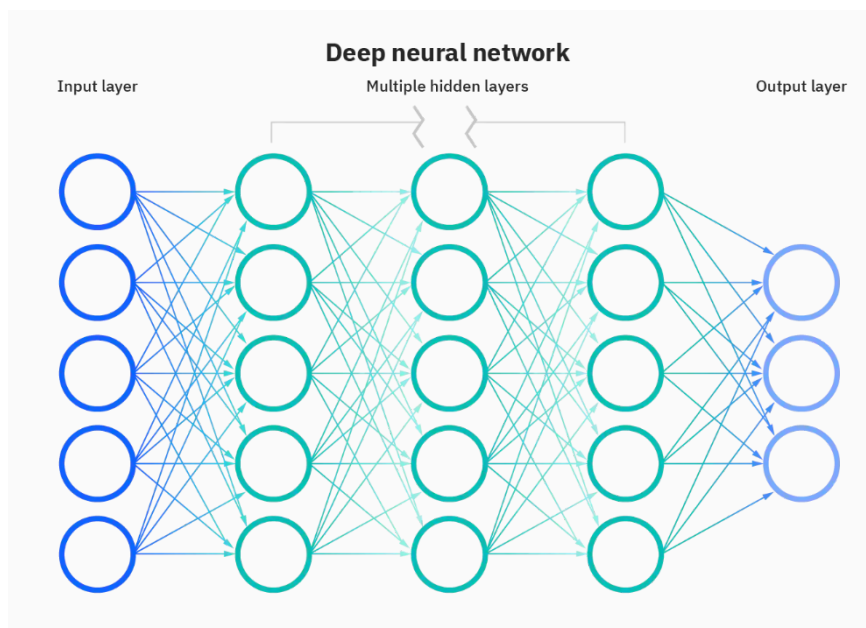 Deep neural network
Input layer
Multiple hidden layers
Output layer